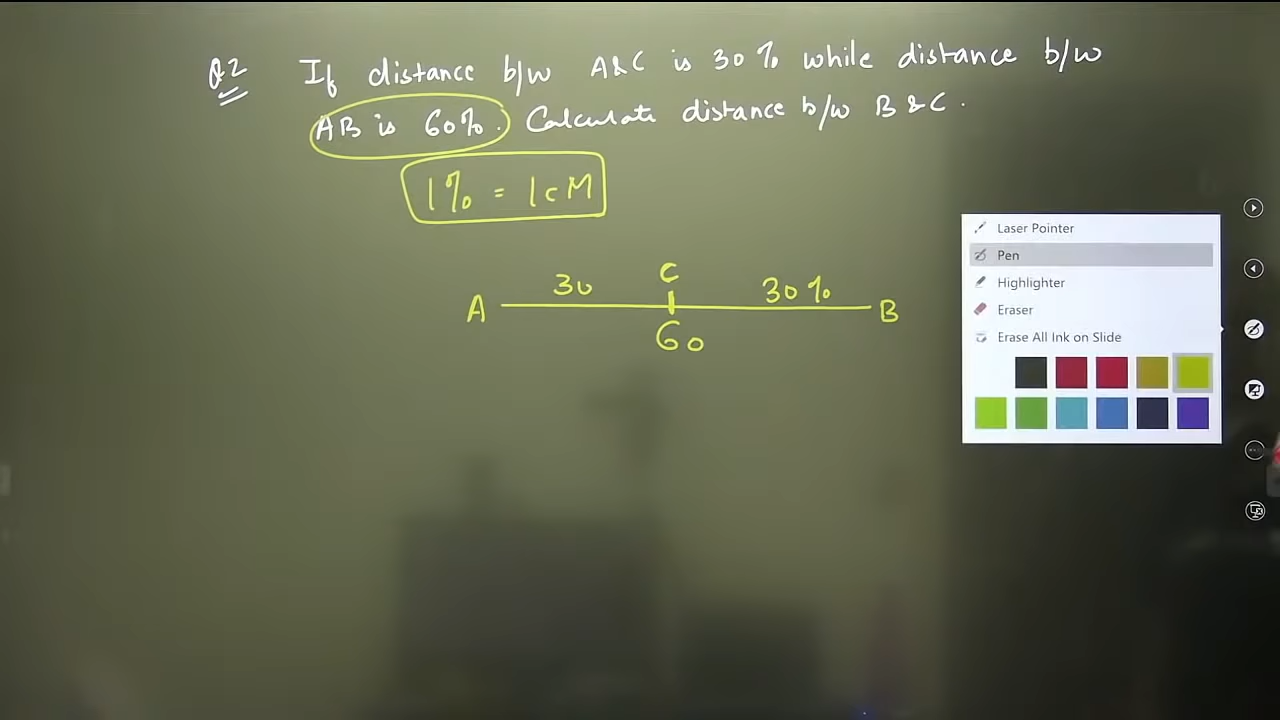 Q2 If distance b/w A&C is 30% while distance b/w
AB is 60%. Calculate distance b/w B & C.
1% = 1cM
C
30
30%
A
B
60
Laser Pointer
Pen
Highlighter
Eraser
Erase All Ink on Slide